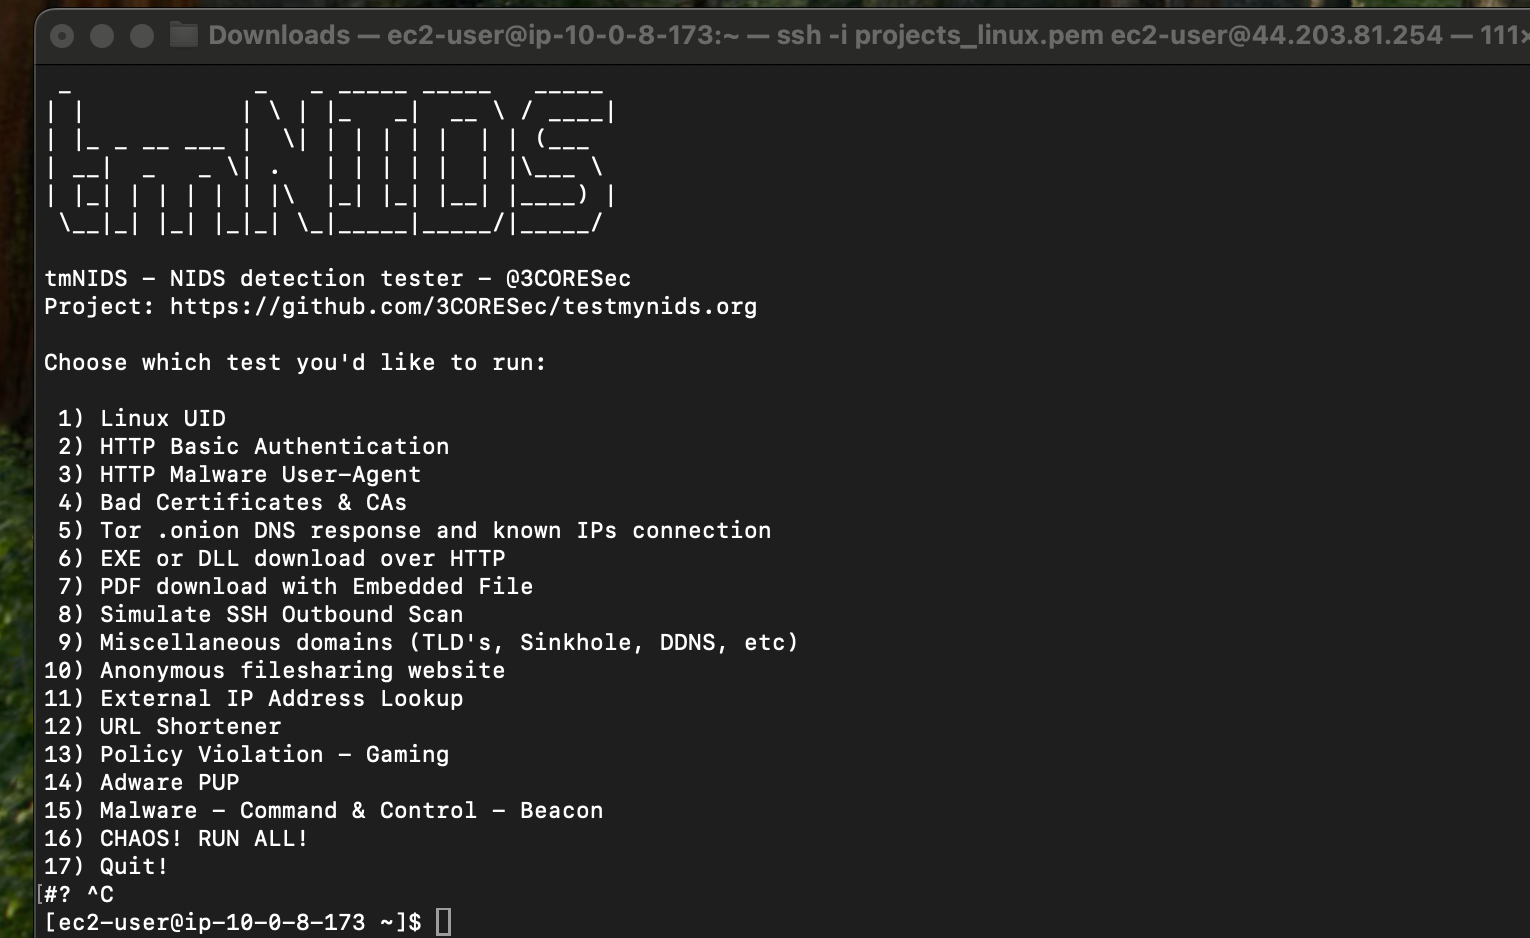 Downloads — ec2-user@ip-10-0-8-173:~ — ssh -i projects_linux.pem ec2-user@44.203.81.254 — 111×
 _             _   _ _____ _____   _____
| |           | \ | |_   _|  __ \ / ____|
| |_ _ __ ___ |  \| | | | | |  | | (___
| __| '_ ` _ \| . ` | | | | |  | |\___ \
| |_| | | | | | |\  |_| |_| |__| |____) |
 \__|_| |_| |_|_| \_|_____|_____/|_____/
tmNIDS - NIDS detection tester - @3CORESec
Project: https://github.com/3CORESec/testmynids.org
Choose which test you'd like to run:
1) Linux UID
2) HTTP Basic Authentication
3) HTTP Malware User-Agent
4) Bad Certificates & CAs
5) Tor .onion DNS response and known IPs connection
6) EXE or DLL download over HTTP
7) PDF download with Embedded File
8) Simulate SSH Outbound Scan
9) Miscellaneous domains (TLD's, Sinkhole, DDNS, etc)
10) Anonymous filesharing website
11) External IP Address Lookup
12) URL Shortener
13) Policy Violation - Gaming
14) Adware PUP
15) Malware - Command & Control - Beacon
16) CHAOS! RUN ALL!
17) Quit!
[#? ^C
[ec2-user@ip-10-0-8-173 ~]$